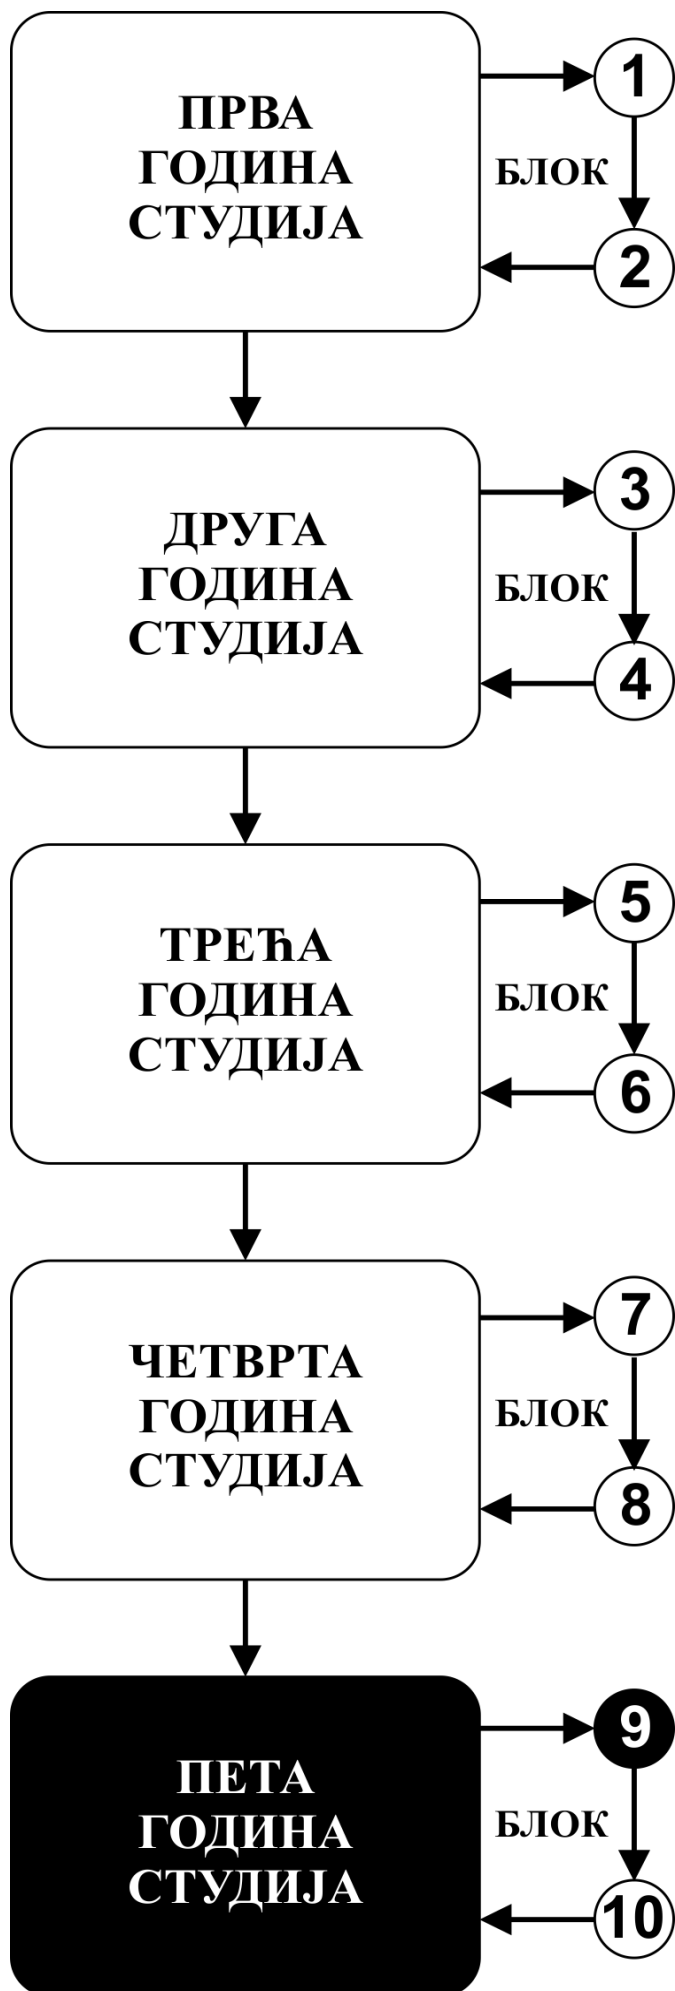 ПРВА
ГОДИНА
СТУДИЈА
1
БЛОК
2
ДРУГА
ГОДИНА
СТУДИЈА
3
БЛОК
4
ТРЕЋА
ГОДИНА
СТУДИЈА
5
БЛОК
6
ЧЕТВРТА
ГОДИНА
СТУДИЈА
7
БЛОК
8
ПЕТА
ГОДИНА
СТУДИЈА
9
БЛОК
10